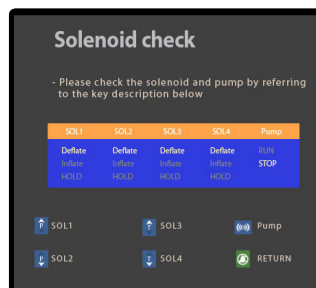 Solenoid check
- Please check the solenoid and pump by referring
to the key description below
SOL1 SOL2 SOL3 SOL4 Pump
Deflate Deflate Deflate Deflate RUN
Inflate Inflate Inflate Inflate STOP
HOLD HOLD HOLD HOLD
P SOL1 T SOL3 Pump
P SOL2 T SOL4 RETURN